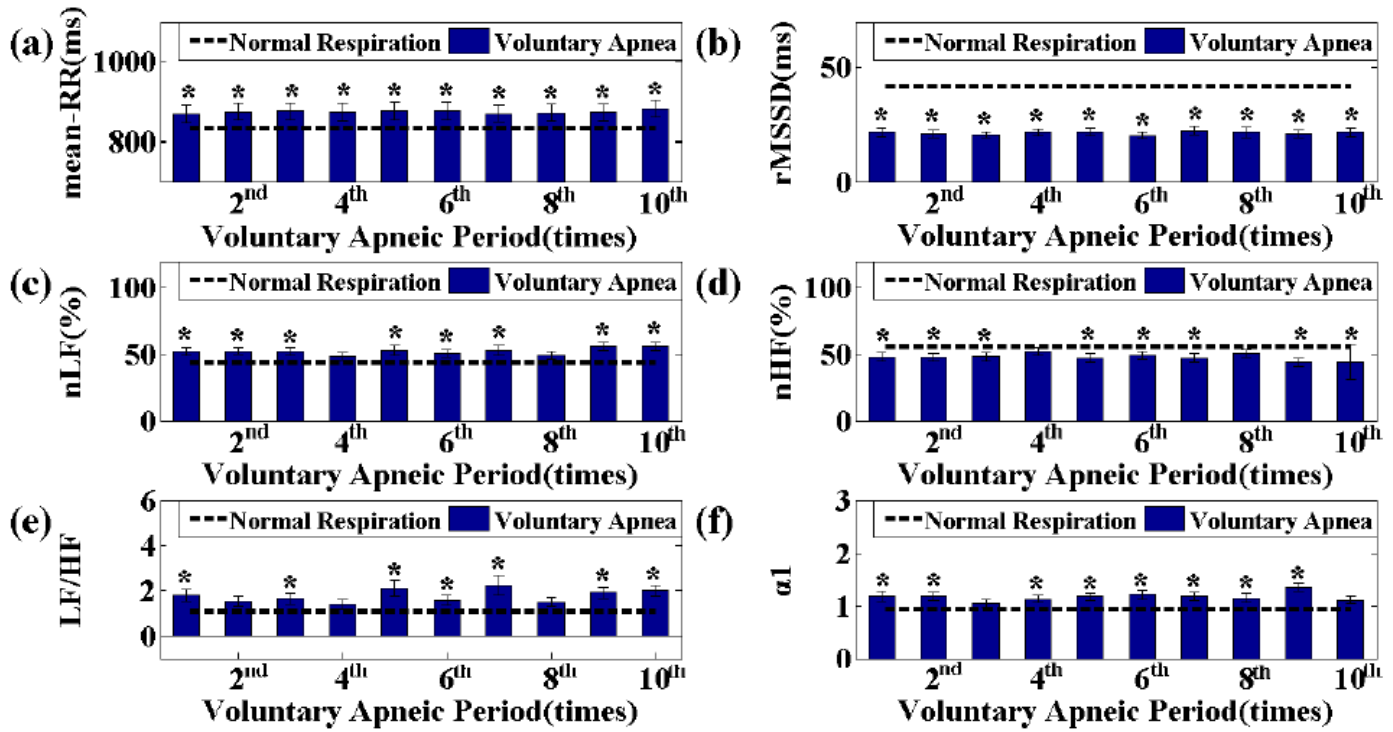 (a)
mean-RR(ms)
1000
800
Normal Respiration Voluntary Apnea
* * * * * * * * * *
2nd 4th 6th 8th 10th
Voluntary Apneic Period(times)
(b)
rMSSD(ns)
50
0
Normal Respiration Voluntary Apnea
* * * * * * * * * *
2nd 4th 6th 8th 10th
Voluntary Apneic Period(times)
(c)
nLF(%)
100
50
0
Normal Respiration Voluntary Apnea
* * * * * * * *
2nd 4th 6th 8th 10th
Voluntary Apneic Period(times)
(d)
nHF(%)
100
50
0
Normal Respiration Voluntary Apnea
* * * * * * * * *
2nd 4th 6th 8th 10th
Voluntary Apneic Period(times)
(e)
LF/HF
6
4
2
0
Normal Respiration Voluntary Apnea
* * * * * * *
2nd 4th 6th 8th 10th
Voluntary Apneic Period(times)
(f)
α1
3
2
1
0
Normal Respiration Voluntary Apnea
* * * * * * * *
2nd 4th 6th 8th 10th
Voluntary Apneic Period(times)